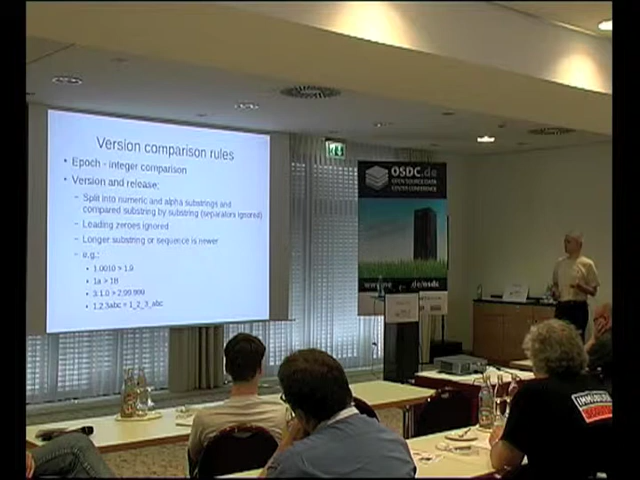 Version comparison rules
• Epoch - integer comparison
• Version and release:
– Split into numeric and alpha substrings and
compared substring by substring (separators ignored)
– Leading zeroes ignored
– Longer substring or sequence is newer
– e.g.:
• 1.0010 > 1.9
• 1a > 1B
• 3.1.0 > 2.99.999
• 1.2.3abc = 1_2_3_abc
OSDC.de
OPEN SOURCE DATA
CENTER CONFERENCE
.de/osdc